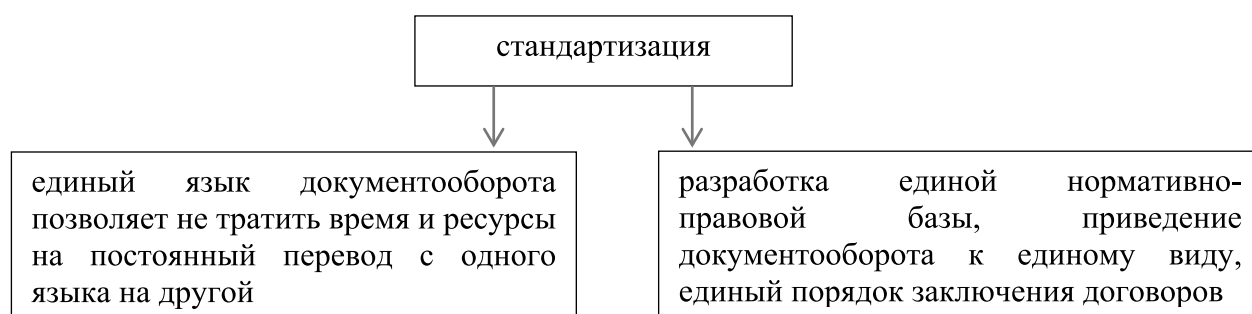 стандартизация
единый язык документооборота
позволяет не тратить время и ресурсы
на постоянный перевод с одного
языка на другой
разработка единой нормативно-
правовой базы, приведение
документооборота к единому виду,
единый порядок заключения договоров